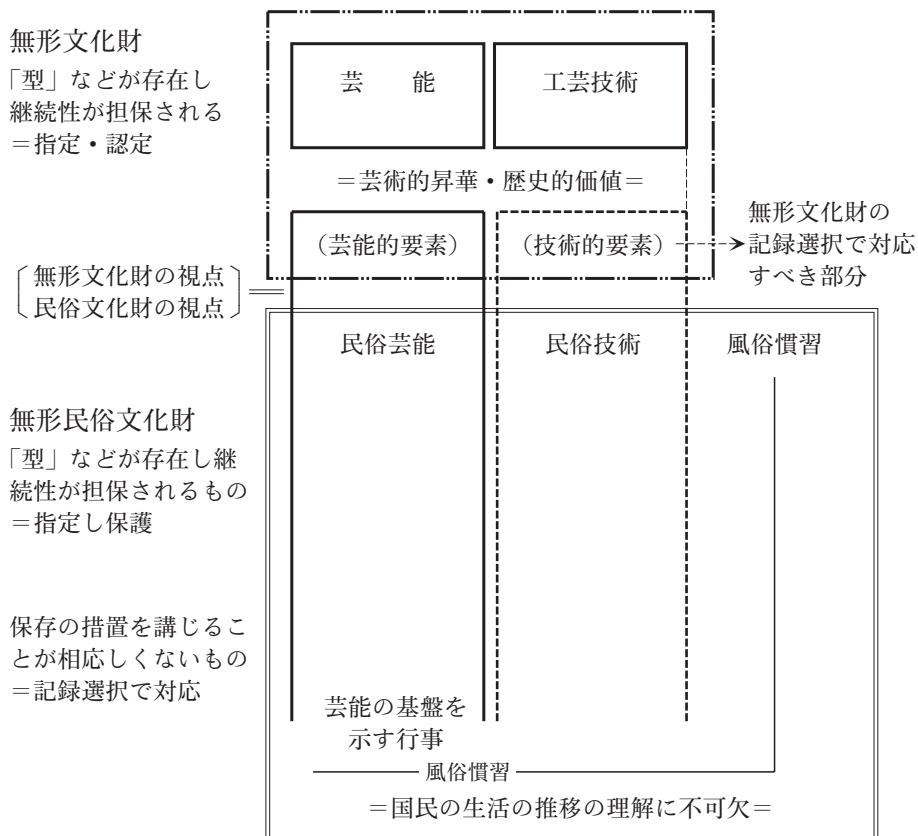 無形文化財
「型」などが存在し
継続性が担保される
＝指定・認定
芸　能
工芸技術
＝芸術的昇華・歴史的価値＝
（芸能的要素）
（技術的要素）
無形文化財の
記録選択で対応
すべき部分
無形文化財の視点
民俗文化財の視点
民俗芸能
民俗技術
風俗慣習
無形民俗文化財
「型」などが存在し継
続性が担保されるもの
＝指定し保護
保存の措置を講じるこ
とが相応しくないもの
＝記録選択で対応
芸能の基盤を
示す行事
風俗慣習
＝国民の生活の推移の理解に不可欠＝